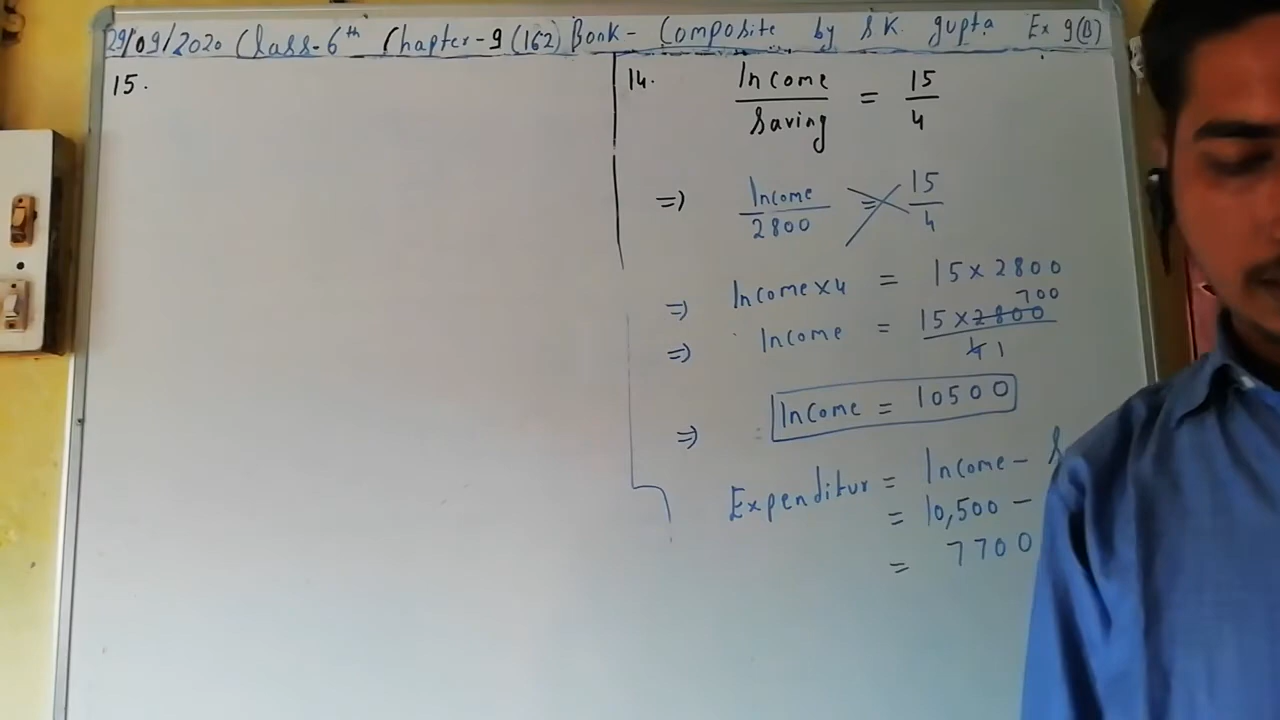 29/09/2020 Class-6th Chapter-9 (162) Book - Composite by S.K. gupta Ex 9(B)
15.
14. Income / Saving = 15 / 4
=) Income / 2800 = 15 / 4
=) Income x 4 = 15 x 2800
=) Income = 15 x 2800 / 4 700 1
=) Income = 10500
Expenditur = Income - S
= 10,500 -
= 7700